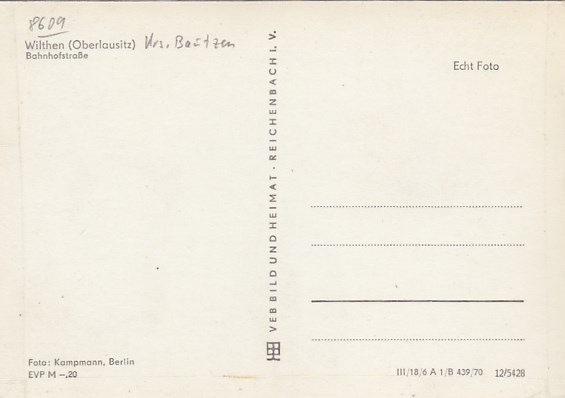 8609
Wilthen (Oberlausitz) Krs. Bautzen
Bahnhofstraße
VEB BILD UND HEIMAT · REICHENBACH I. V.
Echt Foto
Foto: Kampmann, Berlin
EVP M –,20
III/18/6 A 1/B 439/70 12/5428